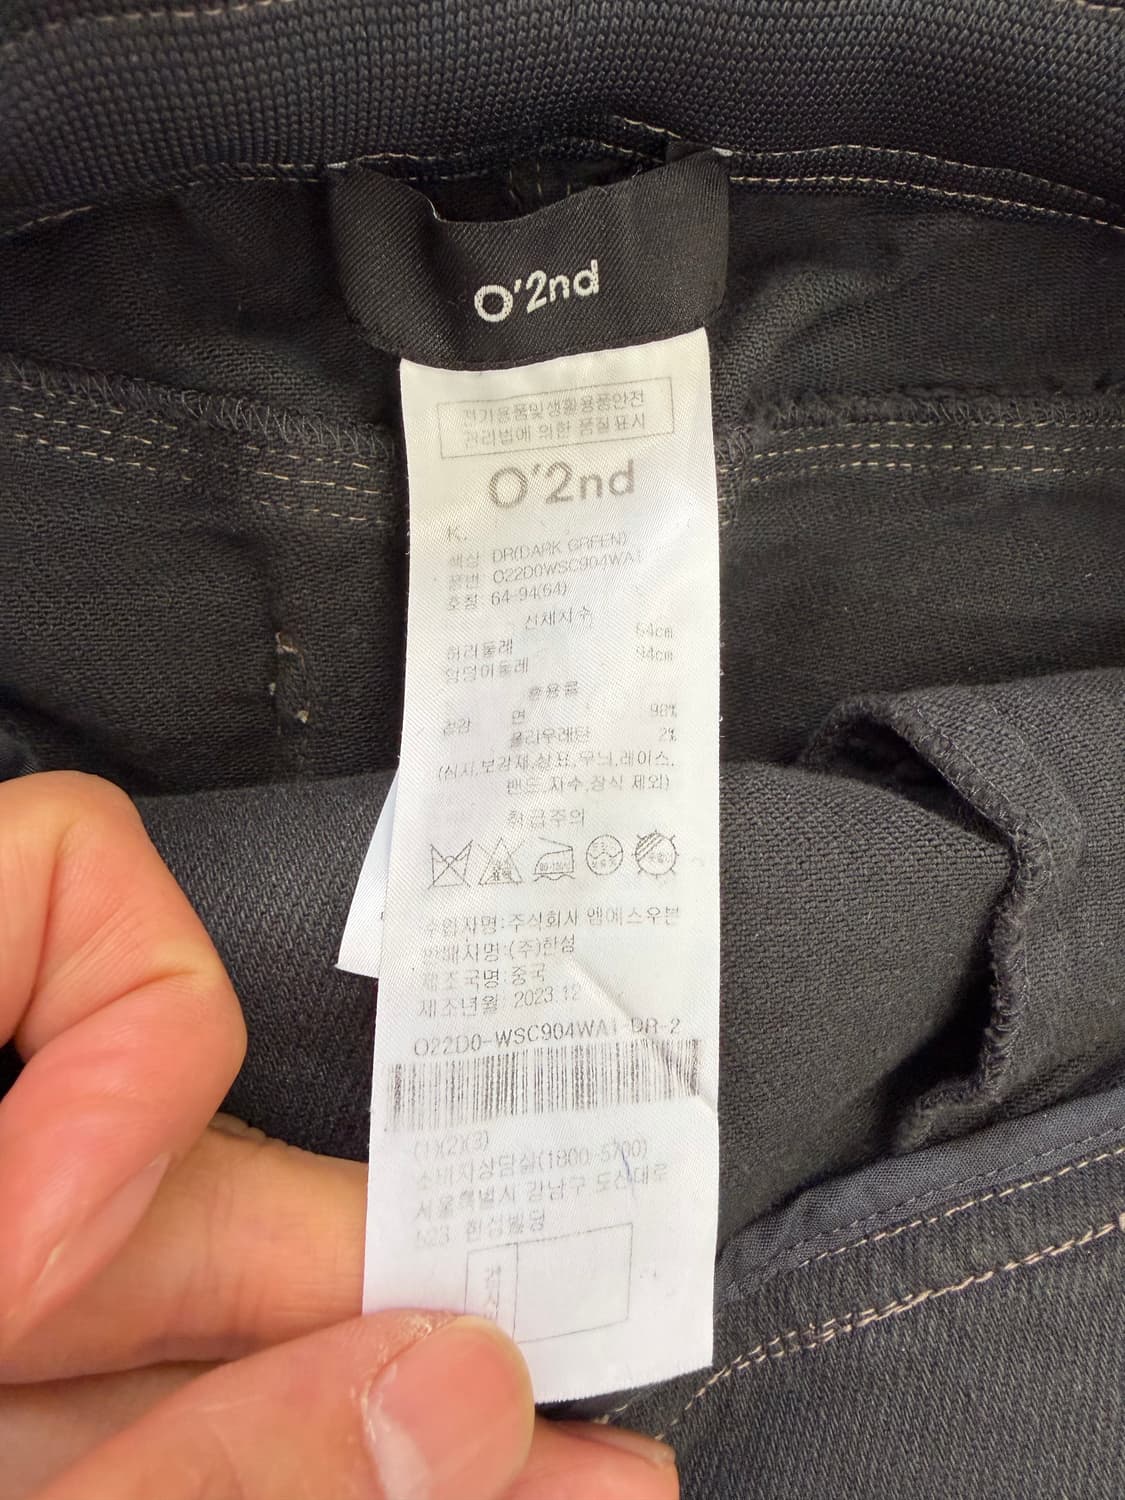 O'2nd
전기용품및생활용품안전
관리법에 의한 품질표시
O'2nd
K.
색상 DR(DARK GREEN)
품번 O22D0WSC904WA1
호칭 64-94(64)
신체치수
허리둘레 64cm
엉덩이둘레 94cm
혼용률
겉감 면 98%
폴리우레탄 2%
(심지,보강재,상표,무늬,레이스,
밴드,자수,장식 제외)
취급주의
수입자명:주식회사 엠에스우븐
판매자명:(주)한섬
제조국명:중국
제조년월 2023.12
O22D0-WSC904WA1-DR-2
(1)(2)(3)
소비자상담실(1800-5700)
서울특별시 강남구 도산대로
523 한섬빌딩